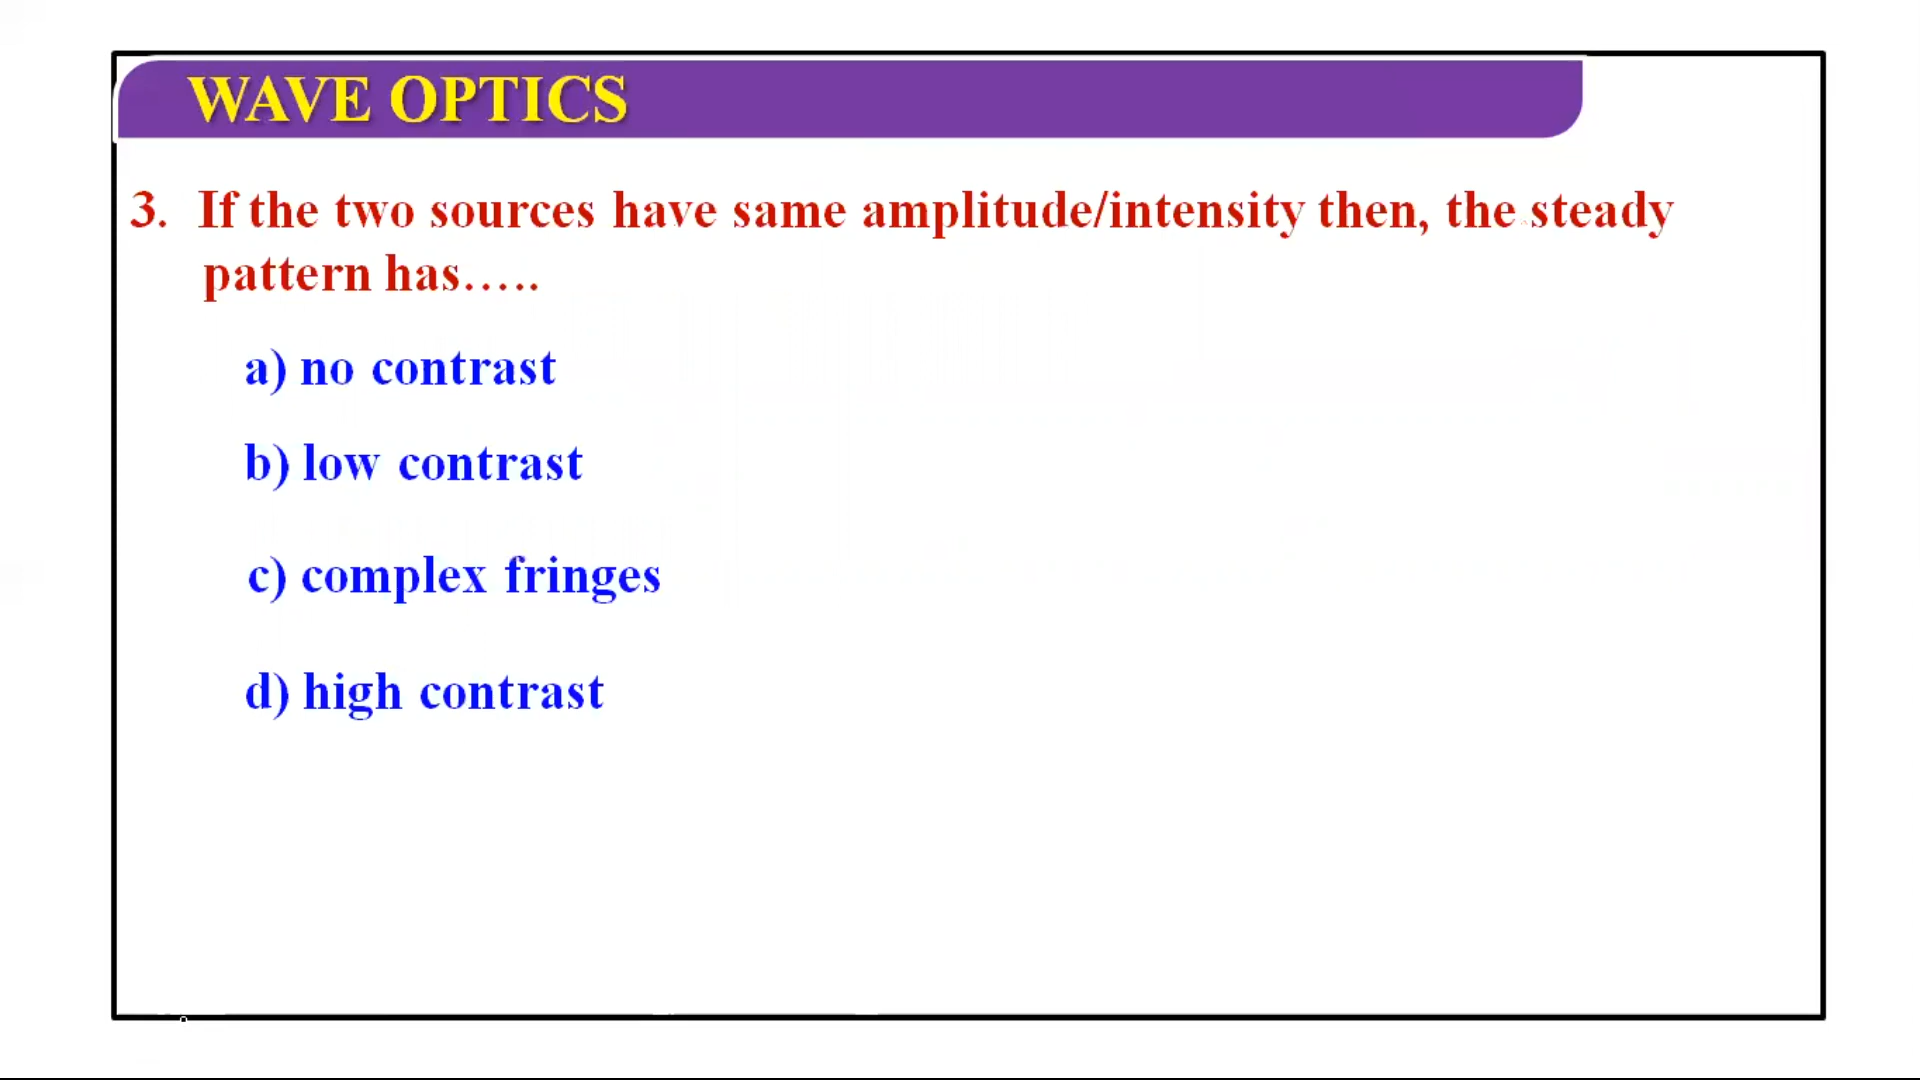 WAVE OPTICS
3. If the two sources have same amplitude/intensity then, the steady
pattern has.....
a) no contrast
b) low contrast
c) complex fringes
d) high contrast